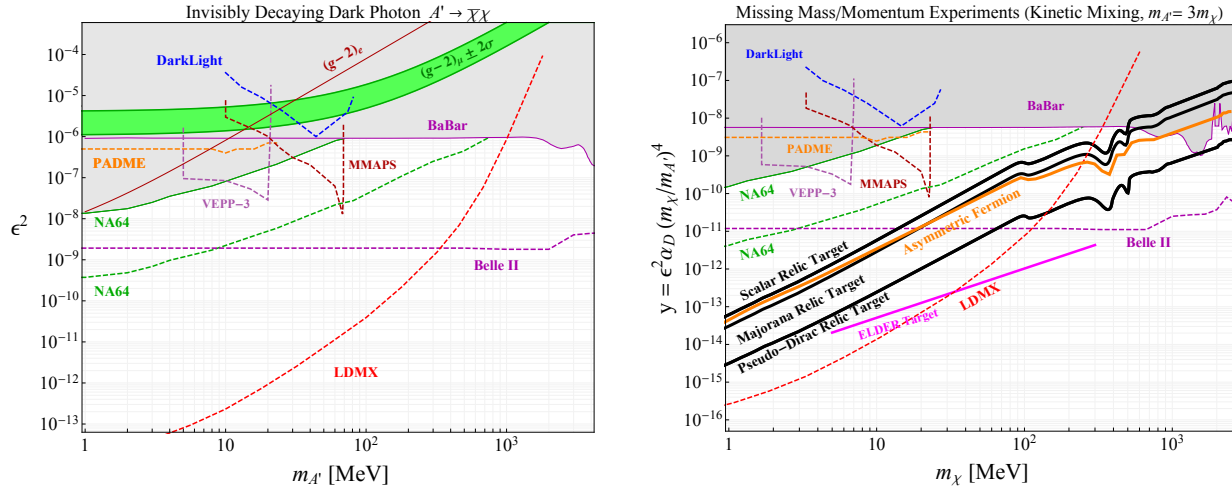 Invisibly Decaying Dark Photon A′ → χ̄χ
10⁻⁴
10⁻⁵
10⁻⁶
10⁻⁷
10⁻⁸
10⁻⁹
10⁻¹⁰
10⁻¹¹
10⁻¹²
10⁻¹³
ϵ²
DarkLight
(g−2)ₑ
(g−2)μ ± 2σ
BaBar
PADME
MMAPS
VEPP−3
NA64
Belle II
NA64
LDMX
1
10
10²
10³
m_A′ [MeV]
Missing Mass/Momentum Experiments (Kinetic Mixing, m_A′ = 3m_χ)
10⁻⁶
10⁻⁷
10⁻⁸
10⁻⁹
10⁻¹⁰
10⁻¹¹
10⁻¹²
10⁻¹³
10⁻¹⁴
10⁻¹⁵
10⁻¹⁶
y = ϵ²α_D (m_χ/m_A′)⁴
DarkLight
BaBar
PADME
MMAPS
VEPP−3
NA64
Asymmetric Fermion
Belle II
NA64
Scalar Relic Target
Majorana Relic Target
Pseudo−Dirac Relic Target
ELDER Target
LDMX
1
10
10²
10³
m_χ [MeV]